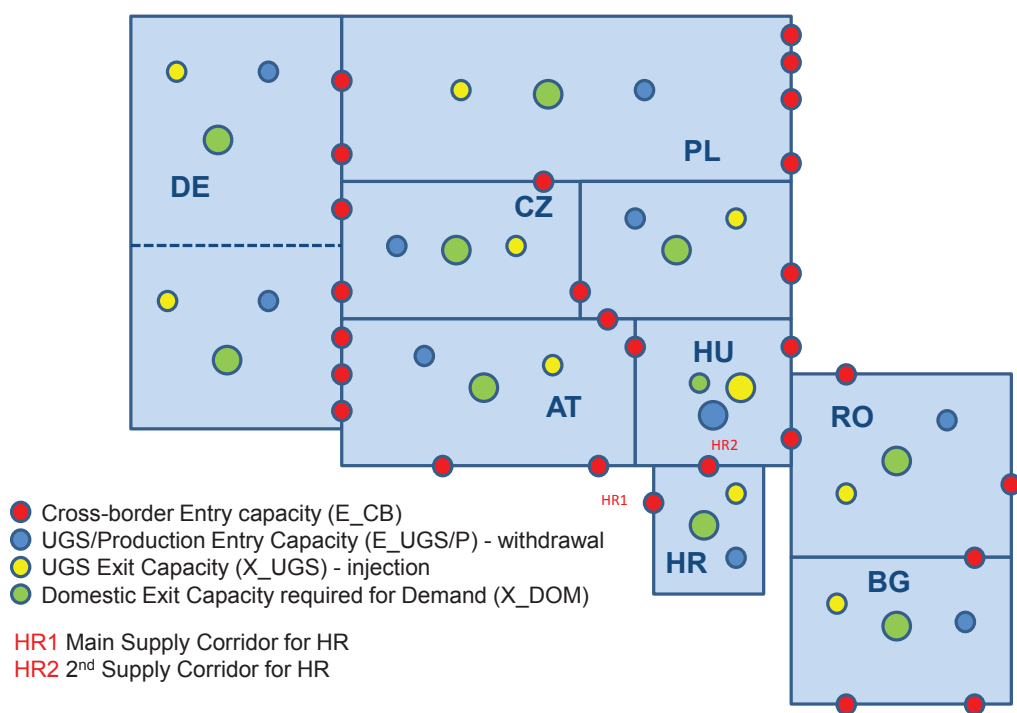 PL
DE
CZ
HU
AT
RO
HR2
HR1
HR
BG
Cross-border Entry capacity (E_CB)
UGS/Production Entry Capacity (E_UGS/P) - withdrawal
UGS Exit Capacity (X_UGS) - injection
Domestic Exit Capacity required for Demand (X_DOM)
HR1 Main Supply Corridor for HR
HR2 2nd Supply Corridor for HR